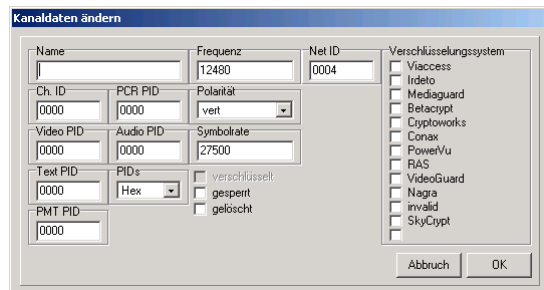 Kanaldaten ändern
Name
Frequenz
12480
Net ID
0004
Ch. ID
0000
PCR PID
0000
Polarität
vert
Video PID
0000
Audio PID
0000
Symbolrate
27500
Text PID
0000
PIDs
Hex
verschlüsselt
gesperrt
gelöscht
PMT PID
0000
Verschlüsselungssystem
Viaccess
Irdeto
Mediaguard
Betacrypt
Cryptoworks
Conax
PowerVu
RAS
VideoGuard
Nagra
invalid
SkyCrypt
Abbruch
OK